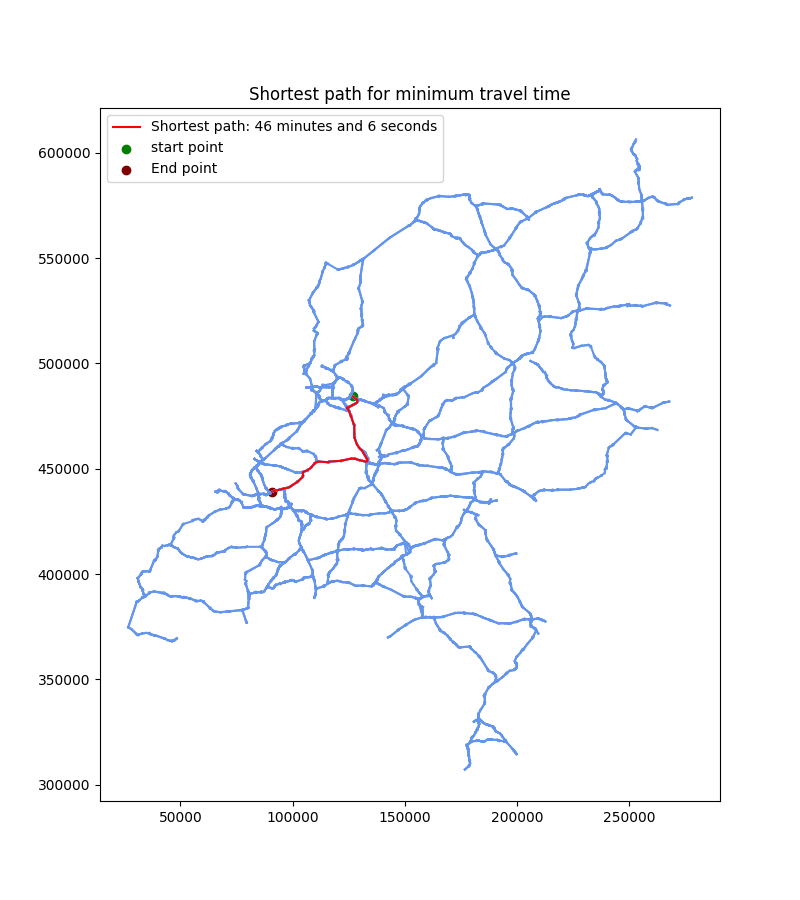 Shortest path for minimum travel time
Shortest path: 46 minutes and 6 seconds
start point
End point
600000
550000
500000
450000
400000
350000
300000
50000 100000 150000 200000 250000